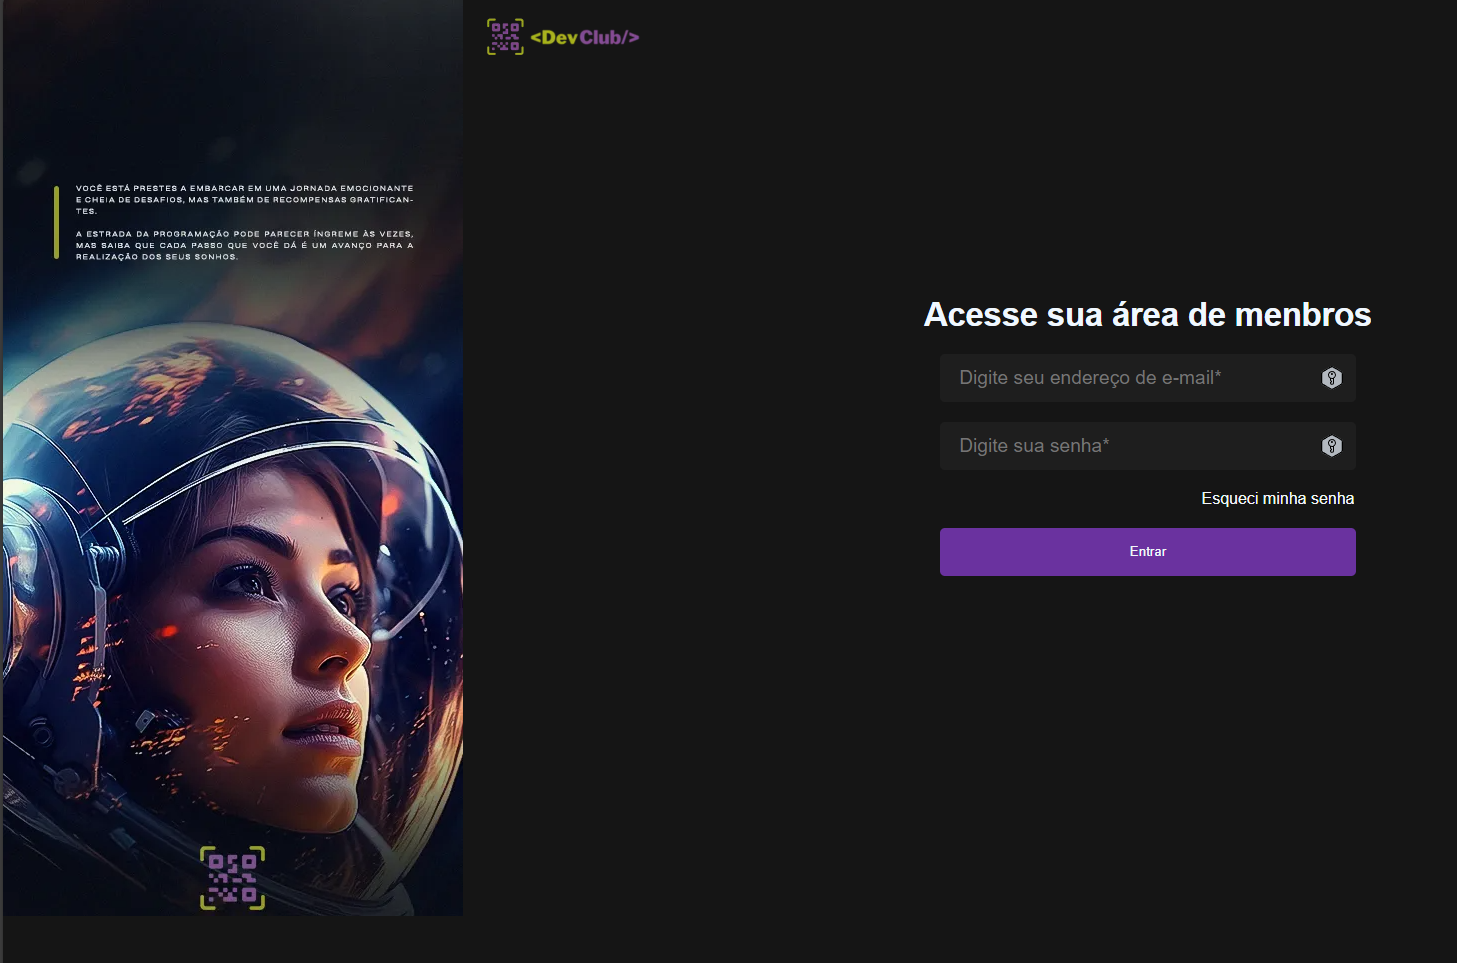 VOCÊ ESTÁ PRESTES A EMBARCAR EM UMA JORNADA EMOCIONANTE
E CHEIA DE DESAFIOS, MAS TAMBÉM DE RECOMPENSAS GRATIFICAN-
TES.
A ESTRADA DA PROGRAMAÇÃO PODE PARECER ÍNGREME ÀS VEZES,
MAS SAIBA QUE CADA PASSO QUE VOCÊ DÁ É UM AVANÇO PARA A
REALIZAÇÃO DOS SEUS SONHOS.
<DevClub/>
Acesse sua área de menbros
Digite seu endereço de e-mail*
Digite sua senha*
Esqueci minha senha
Entrar